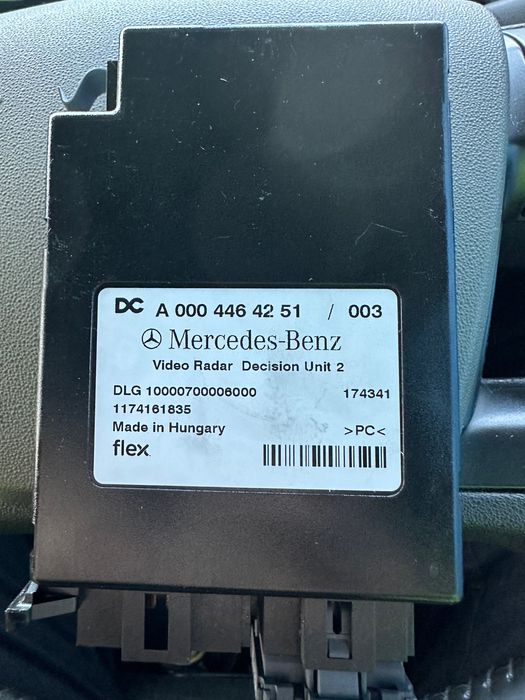 DC A 000 446 42 51 / 003
Mercedes-Benz
Video Radar Decision Unit 2
DLG 10000700006000 174341
1174161835
Made in Hungary >PC<
flex